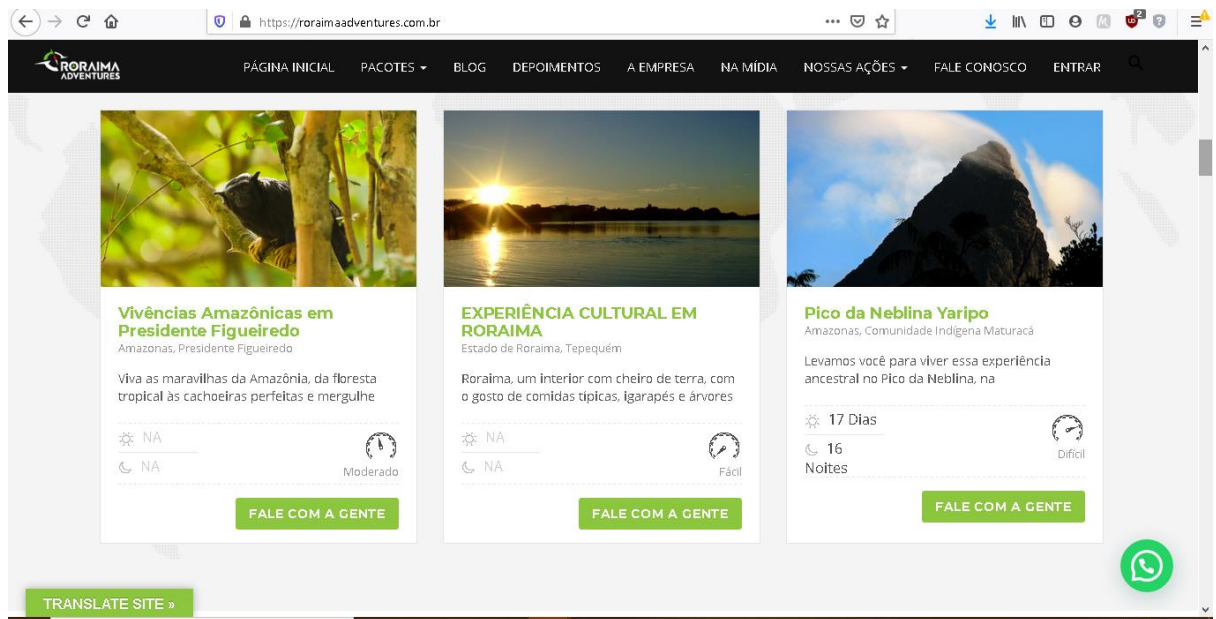 https://roraimaadventures.com.br
2
RORAIMA
ADVENTURES
PÁGINA INICIAL PACOTES BLOG DEPOIMENTOS A EMPRESA NA MÍDIA NOSSAS AÇÕES FALE CONOSCO ENTRAR
Vivências Amazônicas em
Presidente Figueiredo
Amazonas, Presidente Figueiredo
Viva as maravilhas da Amazônia, da floresta
tropical às cachoeiras perfeitas e mergulhe
NA
NA
Moderado
FALE COM A GENTE
EXPERIÊNCIA CULTURAL EM
RORAIMA
Estado de Roraima, Tepequém
Roraima, um interior com cheiro de terra, com
o gosto de comidas típicas, igarapés e árvores
NA
NA
Fácil
FALE COM A GENTE
Pico da Neblina Yaripo
Amazonas, Comunidade Indígena Maturacá
Levamos você para viver essa experiência
ancestral no Pico da Neblina, na
17 Dias
16
Noites
Difícil
FALE COM A GENTE
TRANSLATE SITE »